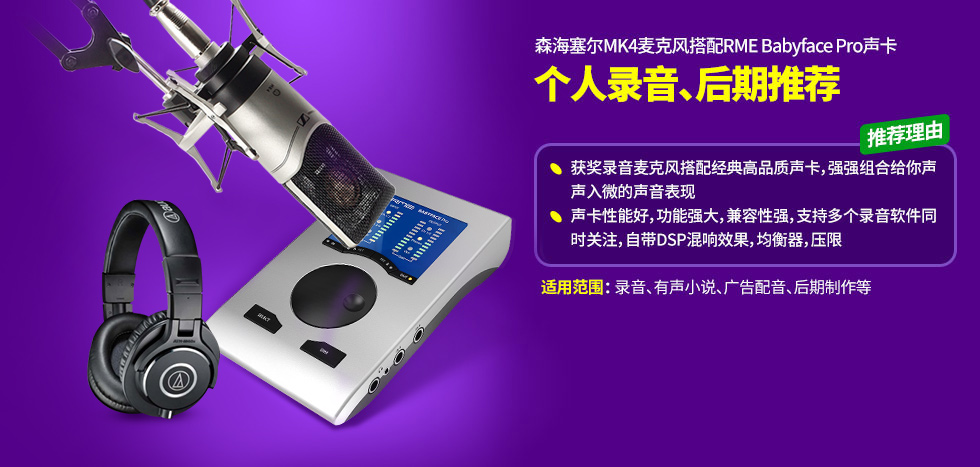 森海塞尔MK4麦克风搭配RME Babyface Pro声卡
个人录音、后期推荐
推荐理由
获奖录音麦克风搭配经典高品质声卡，强强组合给你声
声入微的声音表现
声卡性能好，功能强大，兼容性强，支持多个录音软件同
时关注，自带DSP混响效果，均衡器，压限
适用范围：录音、有声小说、广告配音、后期制作等
BABYFACE Pro
SELECT
DIM